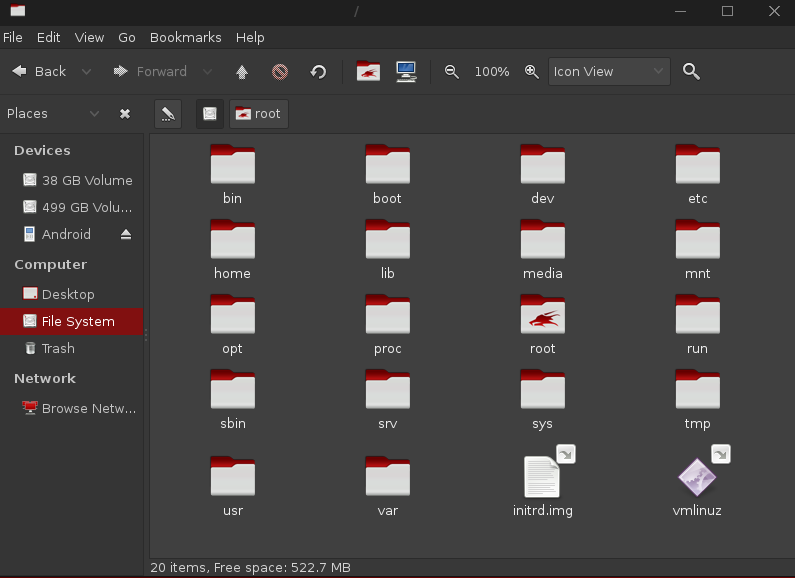 /
File Edit View Go Bookmarks Help
Back Forward 100% Icon View
Places root
Devices
38 GB Volume
499 GB Volu...
Android
Computer
Desktop
File System
Trash
Network
Browse Netw...
bin boot dev etc
home lib media mnt
opt proc root run
sbin srv sys tmp
usr var initrd.img vmlinuz
20 items, Free space: 522.7 MB